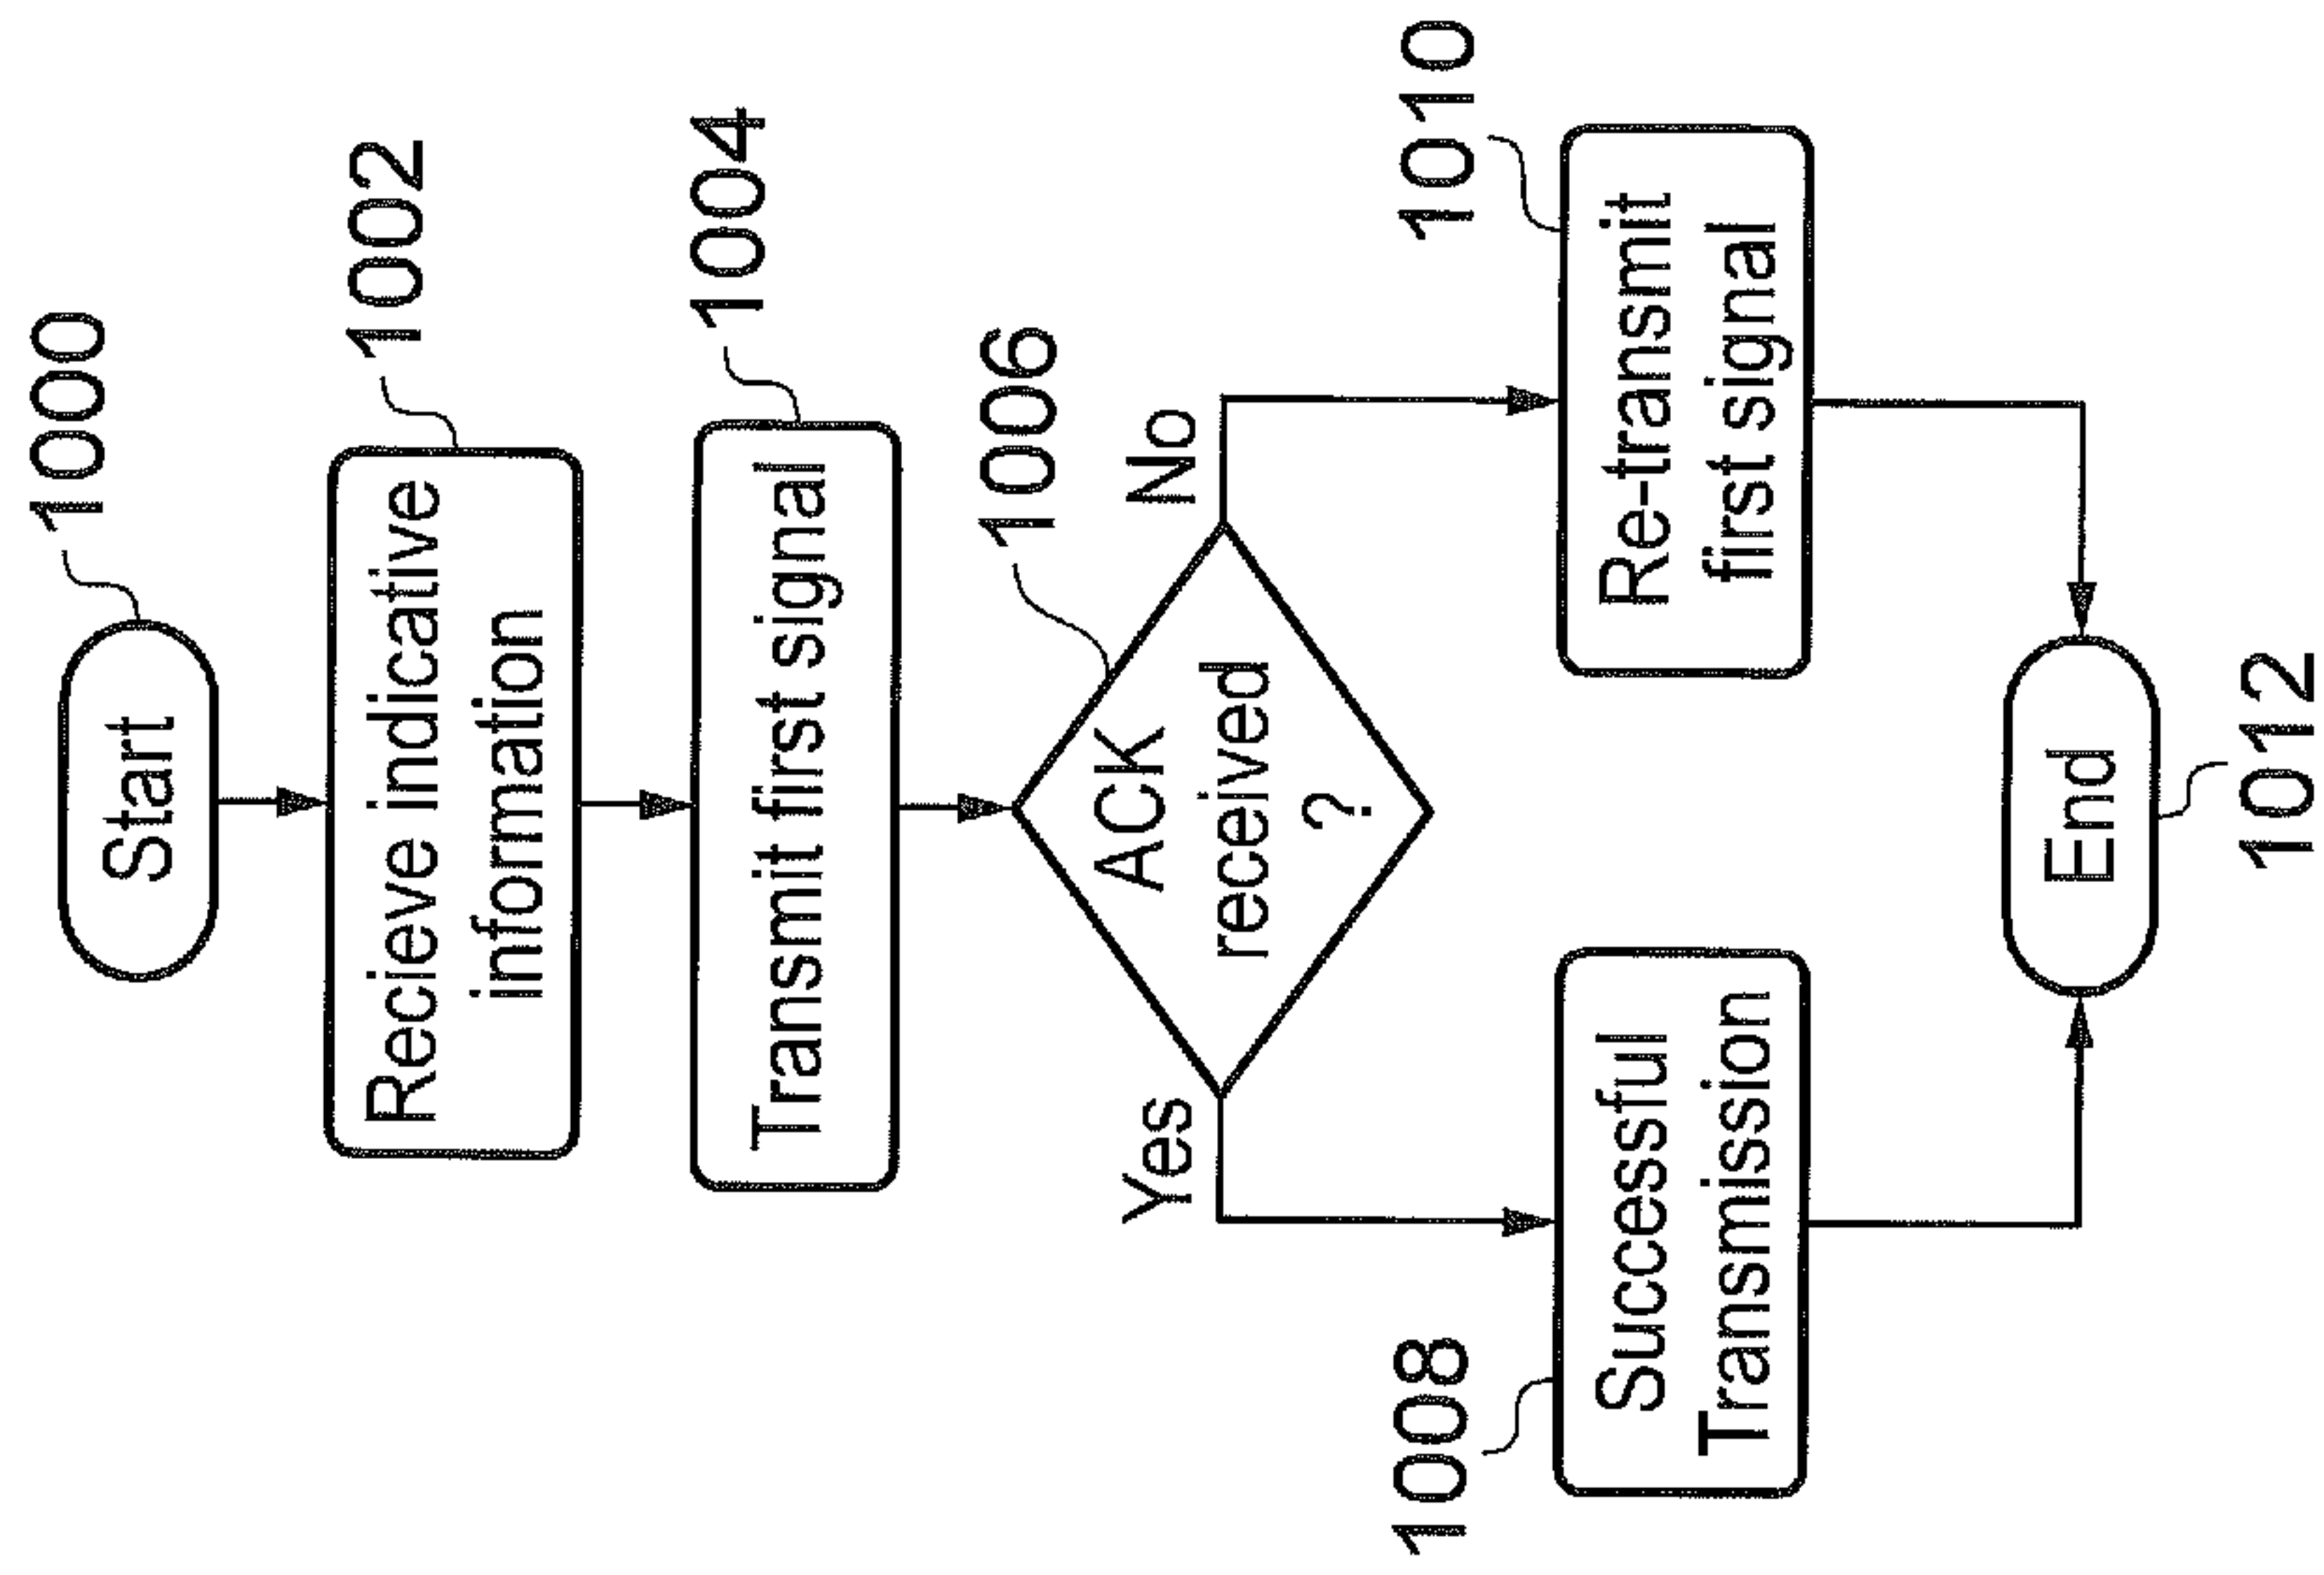 1000
Start
1002
Recieve indicative
information
1004
Transmit first signal
1006
ACK
received
?
Yes
No
1008
Successful
Transmission
1010
Re-transmit
first signal
End
1012